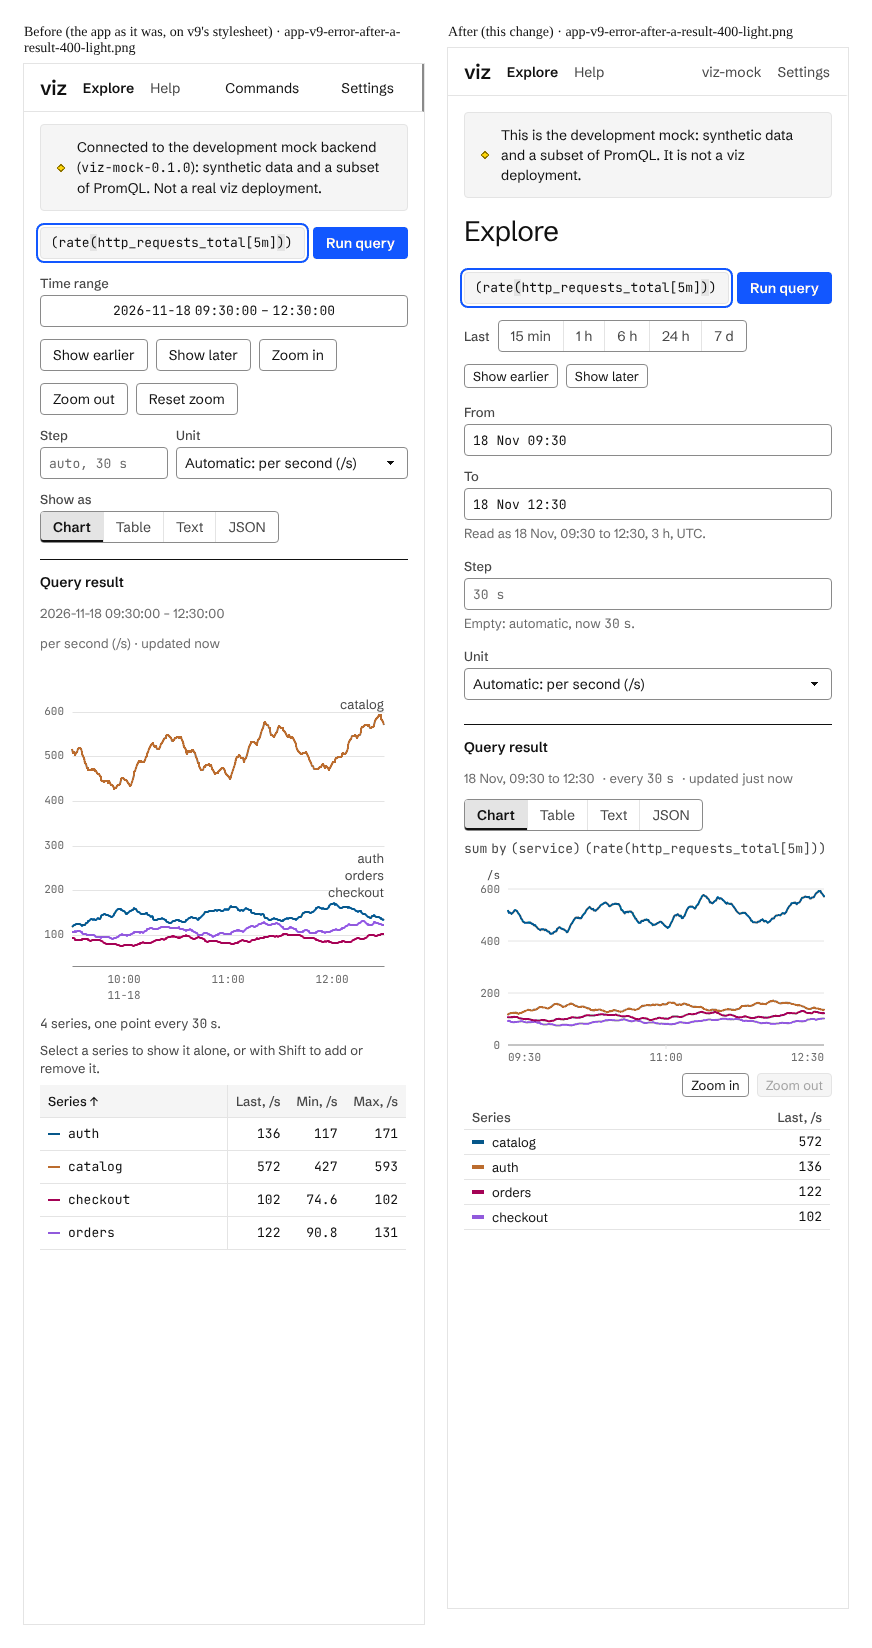 Before (the app as it was, on v9's stylesheet) · app-v9-error-after-a-
result-400-light.png
viz Explore Help Commands Settings
Connected to the development mock backend
(viz-mock-0.1.0): synthetic data and a subset
of PromQL. Not a real viz deployment.
(rate(http_requests_total[5m])) Run query
Time range
2026-11-18 09:30:00 – 12:30:00
Show earlier Show later Zoom in
Zoom out Reset zoom
Step Unit
auto, 30 s Automatic: per second (/s)
Show as
Chart Table Text JSON
Query result
2026-11-18 09:30:00 – 12:30:00
per second (/s) · updated now
catalog
600
500
400
300
auth
orders
200
checkout
100
10:00 11:00 12:00
11-18
4 series, one point every 30 s.
Select a series to show it alone, or with Shift to add or
remove it.
Series ↑ Last, /s Min, /s Max, /s
auth 136 117 171
catalog 572 427 593
checkout 102 74.6 102
orders 122 90.8 131
After (this change) · app-v9-error-after-a-result-400-light.png
viz Explore Help viz-mock Settings
This is the development mock: synthetic data
and a subset of PromQL. It is not a viz
deployment.
Explore
(rate(http_requests_total[5m])) Run query
Last 15 min 1 h 6 h 24 h 7 d
Show earlier Show later
From
18 Nov 09:30
To
18 Nov 12:30
Read as 18 Nov, 09:30 to 12:30, 3 h, UTC.
Step
30 s
Empty: automatic, now 30 s.
Unit
Automatic: per second (/s)
Query result
18 Nov, 09:30 to 12:30 · every 30 s · updated just now
Chart Table Text JSON
sum by (service) (rate(http_requests_total[5m]))
/s
600
400
200
0
09:30 11:00 12:30
Zoom in Zoom out
Series Last, /s
catalog 572
auth 136
orders 122
checkout 102